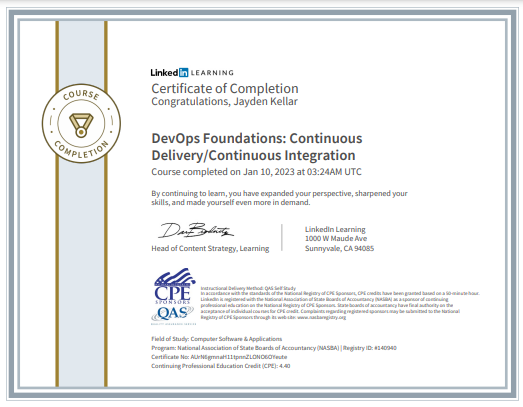 LinkedIn LEARNING
Certificate of Completion
Congratulations, Jayden Kellar
COURSE
COMPLETION
DevOps Foundations: Continuous
Delivery/Continuous Integration
Course completed on Jan 10, 2023 at 03:24AM UTC
By continuing to learn, you have expanded your perspective, sharpened your
skills, and made yourself even more in demand.
Head of Content Strategy, Learning
LinkedIn Learning
1000 W Maude Ave
Sunnyvale, CA 94085
CPE
SPONSORS
QAS
Instructional Delivery Method: QAS Self Study
In accordance with the standards of the National Registry of CPE Sponsors, CPE credits have been granted based on a 50-minute hour.
LinkedIn is registered with the National Association of State Boards of Accountancy (NASBA) as a sponsor of continuing
professional education on the National Registry of CPE Sponsors. State boards of accountancy have final authority on the
acceptance of individual courses for CPE credit. Complaints regarding registered sponsors may be submitted to the National
Registry of CPE Sponsors through its web site: www.nasbaregistry.org
Field of Study: Computer Software & Applications
Program: National Association of State Boards of Accountancy (NASBA) | Registry ID: #140940
Certificate No:
Continuing Professional Education Credit (CPE): 4.40